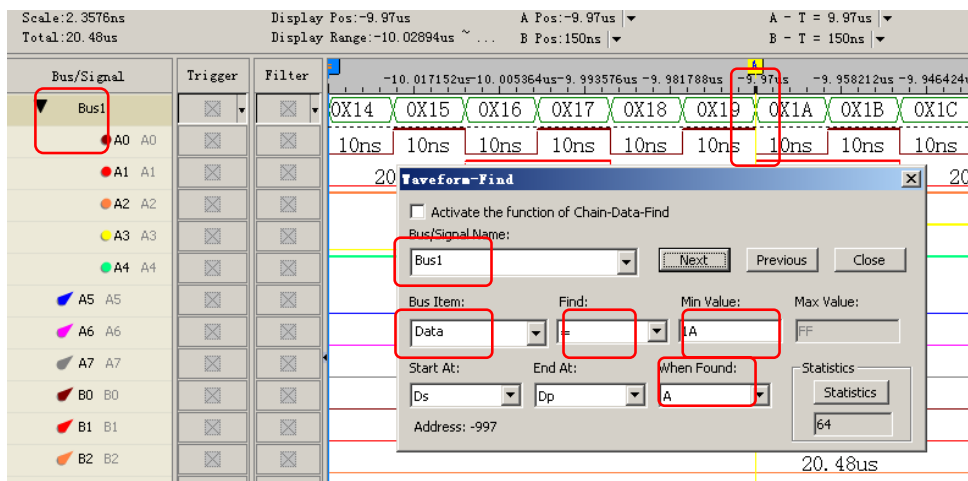 Scale:2.3576ns Display Pos:-9.97us A Pos:-9.97us A - T = 9.97us
Total:20.48us Display Range:-10.02894us ~ ... B Pos:150ns B - T = 150ns
Bus/Signal Trigger Filter -10.017152us-10.005364us-9.993576us -9.981788us -9.97us -9.958212us -9.946424u
A
Bus1 0X14 0X15 0X16 0X17 0X18 0X19 0X1A 0X1B 0X1C
A0 A0 10ns 10ns 10ns 10ns 10ns 10ns 10ns 10ns 10ns
A1 A1 20 20
A2 A2
A3 A3
A4 A4
A5 A5
A6 A6
A7 A7
B0 B0
B1 B1
B2 B2
Waveform-Find
Activate the function of Chain-Data-Find
Bus/Signal Name:
Bus1 Next Previous Close
Bus Item: Find: Min Value: Max Value:
Data = 1A FF
Start At: End At: When Found: Statistics
Ds Dp A Statistics
Address: -997 64
20.48us